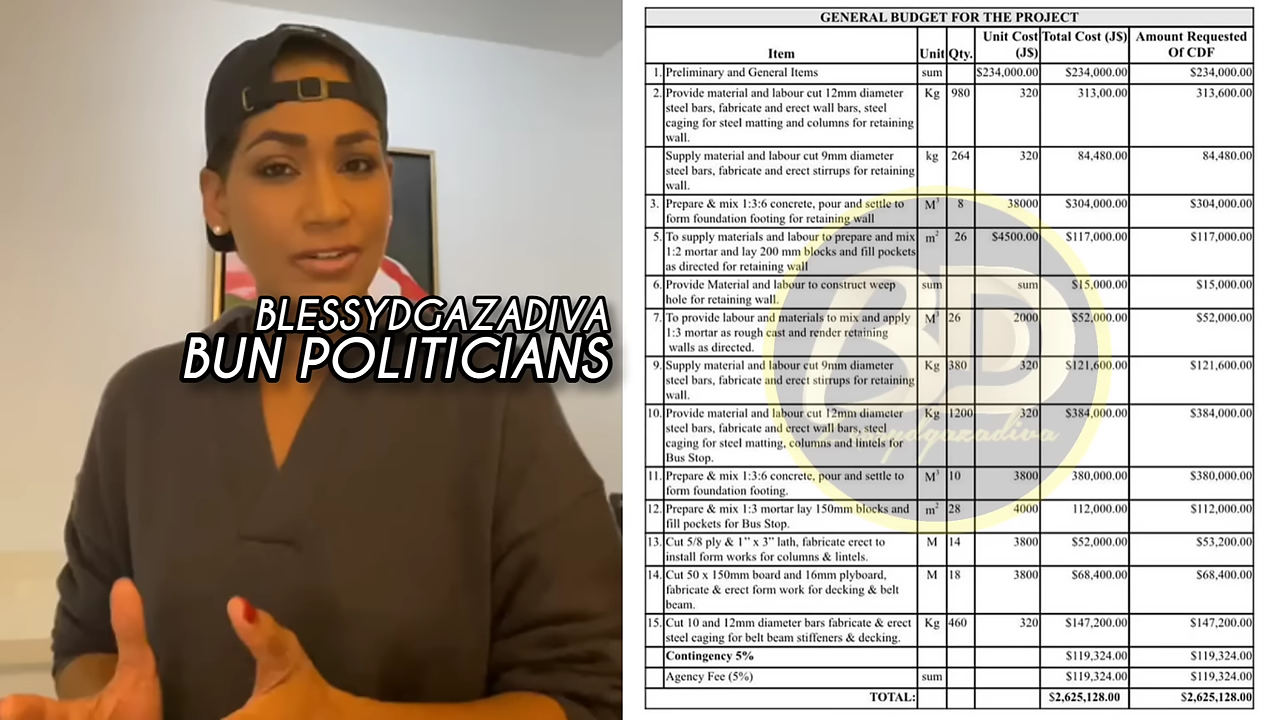 BLESSYDGAZADIVA
BUN POLITICIANS
GENERAL BUDGET FOR THE PROJECT
Item Unit Qty. Unit Cost (J$) Total Cost (J$) Amount Requested Of CDF
1. Preliminary and General Items sum $234,000.00 $234,000.00 $234,000.00
2. Provide material and labour cut 12mm diameter Kg 980 320 313,00.00 313,600.00
steel bars, fabricate and erect wall bars, steel
caging for steel matting and columns for retaining
wall.
Supply material and labour cut 9mm diameter kg 264 320 84,480.00 84,480.00
steel bars, fabricate and erect stirrups for retaining
wall.
3. Prepare & mix 1:3:6 concrete, pour and settle to M³ 8 38000 $304,000.00 $304,000.00
form foundation footing for retaining wall
5. To supply materials and labour to prepare and mix m² 26 $4500.00 $117,000.00 $117,000.00
1:2 mortar and lay 200 mm blocks and fill pockets
as directed for retaining wall
6. Provide Material and labour to construct weep sum sum $15,000.00 $15,000.00
hole for retaining wall.
7. To provide labour and materials to mix and apply M³ 26 2000 $52,000.00 $52,000.00
1:3 mortar as rough cast and render retaining
walls as directed.
9. Supply material and labour cut 9mm diameter Kg 380 320 $121,600.00 $121,600.00
steel bars, fabricate and erect stirrups for retaining
wall.
10. Provide material and labour cut 12mm diameter Kg 1200 320 $384,000.00 $384,000.00
steel bars, fabricate and erect wall bars, steel
caging for steel matting, columns and lintels for
Bus Stop.
11. Prepare & mix 1:3:6 concrete, pour and settle to M³ 10 3800 380,000.00 $380,000.00
form foundation footing.
12. Prepare & mix 1:3 mortar lay 150mm blocks and m² 28 4000 112,000.00 $112,000.00
fill pockets for Bus Stop.
13. Cut 5/8 ply & 1” x 3” lath, fabricate erect to M 14 3800 $52,000.00 $53,200.00
install form works for columns & lintels.
14. Cut 50 x 150mm board and 16mm plyboard, M 18 3800 $68,400.00 $68,400.00
fabricate & erect form work for decking & belt
beam.
15. Cut 10 and 12mm diameter bars fabricate & erect Kg 460 320 $147,200.00 $147,200.00
steel caging for belt beam stiffeners & decking.
Contingency 5% $119,324.00 $119,324.00
Agency Fee (5%) sum $119,324.00 $119,324.00
TOTAL: $2,625,128.00 $2,625,128.00
BD